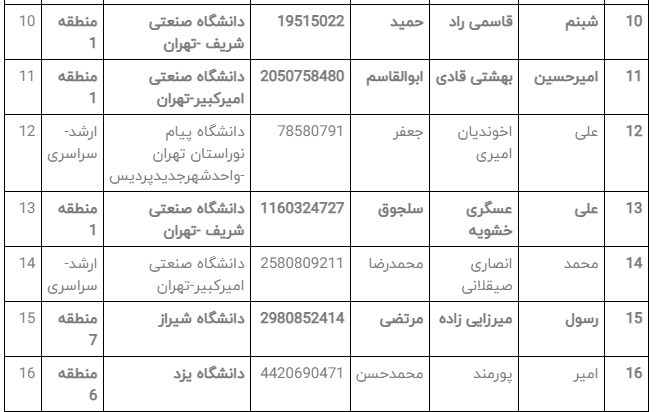 10 شبنم قاسمی راد حمید 19515022 دانشگاه صنعتی منطقه 10
شریف -تهران 1
11 امیرحسین بهشتی قادی ابوالقاسم 2050758480 دانشگاه صنعتی منطقه 11
امیرکبیر-تهران 1
12 علی اخوندیان جعفر 78580791 دانشگاه پیام ارشد- 12
امیری نوراستان تهران سراسری
-واحدشهرجدیدپردیس
13 علی عسگری سلجوق 1160324727 دانشگاه صنعتی منطقه 13
خشویه شریف -تهران 1
14 محمد انصاری محمدرضا 2580809211 دانشگاه صنعتی ارشد- 14
صیقلانی امیرکبیر-تهران سراسری
15 رسول میرزایی زاده مرتضی 2980852414 دانشگاه شیراز منطقه 15
7
16 امیر پورمند محمدحسن 4420690471 دانشگاه یزد منطقه 16
6